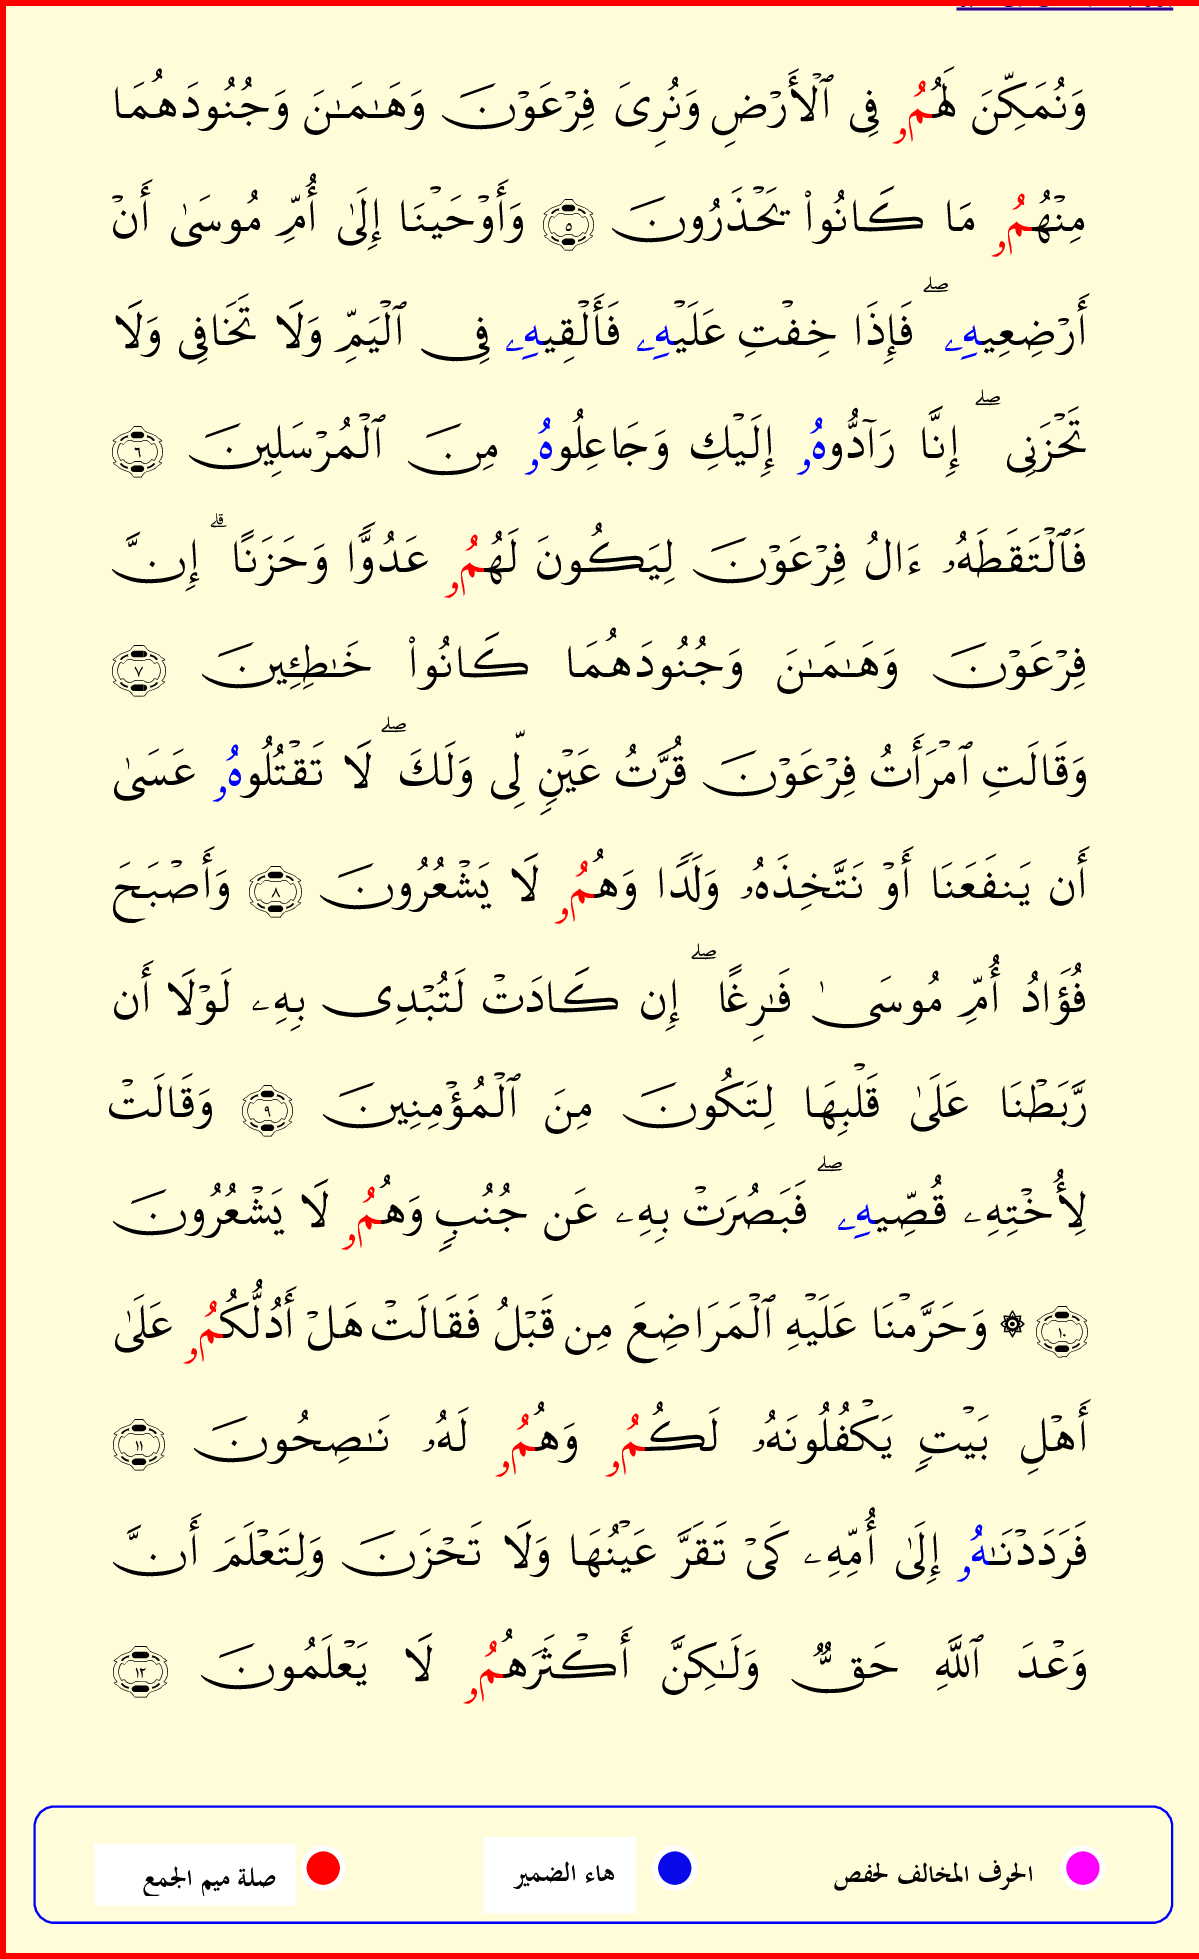 وَنُمَكِّنَ لَهُمُۥ فِى ٱلْأَرْضِ وَنُرِىَ فِرْعَوْنَ وَهَـٰمَـٰنَ وَجُنُودَهُمَا
مِنْهُمُۥ مَا كَانُوا۟ يَحْذَرُونَ ٥ وَأَوْحَيْنَا إِلَىٰ أُمِّ مُوسَىٰ أَنْ
أَرْضِعِيهِۦ ۖ فَإِذَا خِفْتِ عَلَيْهِۦ فَأَلْقِيهِۦ فِى ٱلْيَمِّ وَلَا تَخَافِى وَلَا
تَحْزَنِى ۖ إِنَّا رَآدُّوهُۥ إِلَيْكِ وَجَاعِلُوهُۥ مِنَ ٱلْمُرْسَلِينَ ٦
فَٱلْتَقَطَهُۥ ءَالُ فِرْعَوْنَ لِيَكُونَ لَهُمُۥ عَدُوًّا وَحَزَنًا ۗ إِنَّ
فِرْعَوْنَ وَهَـٰمَـٰنَ وَجُنُودَهُمَا كَانُوا۟ خَـٰطِئِينَ ٧
وَقَالَتِ ٱمْرَأَتُ فِرْعَوْنَ قُرَّتُ عَيْنٍ لِّى وَلَكَ ۖ لَا تَقْتُلُوهُۥ عَسَىٰ
أَن يَنفَعَنَا أَوْ نَتَّخِذَهُۥ وَلَدًا وَهُمُۥ لَا يَشْعُرُونَ ٨ وَأَصْبَحَ
فُؤَادُ أُمِّ مُوسَىٰ فَـٰرِغًا ۖ إِن كَادَتْ لَتُبْدِى بِهِۦ لَوْلَا أَن
رَّبَطْنَا عَلَىٰ قَلْبِهَا لِتَكُونَ مِنَ ٱلْمُؤْمِنِينَ ٩ وَقَالَتْ
لِأُخْتِهِۦ قُصِّيهِۦ ۖ فَبَصُرَتْ بِهِۦ عَن جُنُبٍ وَهُمُۥ لَا يَشْعُرُونَ
١٠ ۞ وَحَرَّمْنَا عَلَيْهِ ٱلْمَرَاضِعَ مِن قَبْلُ فَقَالَتْ هَلْ أَدُلُّكُمُۥ عَلَىٰ
أَهْلِ بَيْتٍ يَكْفُلُونَهُۥ لَكُمُۥ وَهُمُۥ لَهُۥ نَـٰصِحُونَ ١١
فَرَدَدْنَـٰهُۥ إِلَىٰ أُمِّهِۦ كَىْ تَقَرَّ عَيْنُهَا وَلَا تَحْزَنَ وَلِتَعْلَمَ أَنَّ
وَعْدَ ٱللَّهِ حَقٌّ وَلَـٰكِنَّ أَكْثَرَهُمُۥ لَا يَعْلَمُونَ ١٢
الحرف المخالف لحفص هاء الضمير صلة ميم الجمع